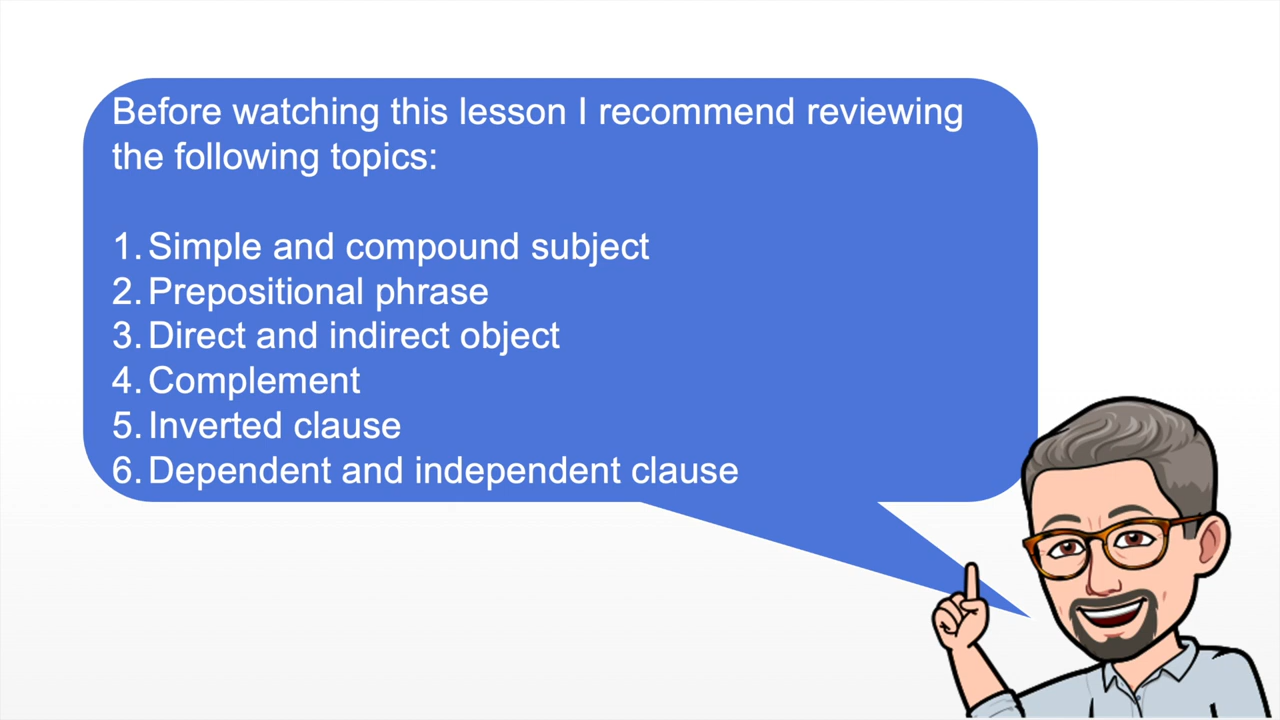 Before watching this lesson I recommend reviewing
the following topics:
1. Simple and compound subject
2. Prepositional phrase
3. Direct and indirect object
4. Complement
5. Inverted clause
6. Dependent and independent clause